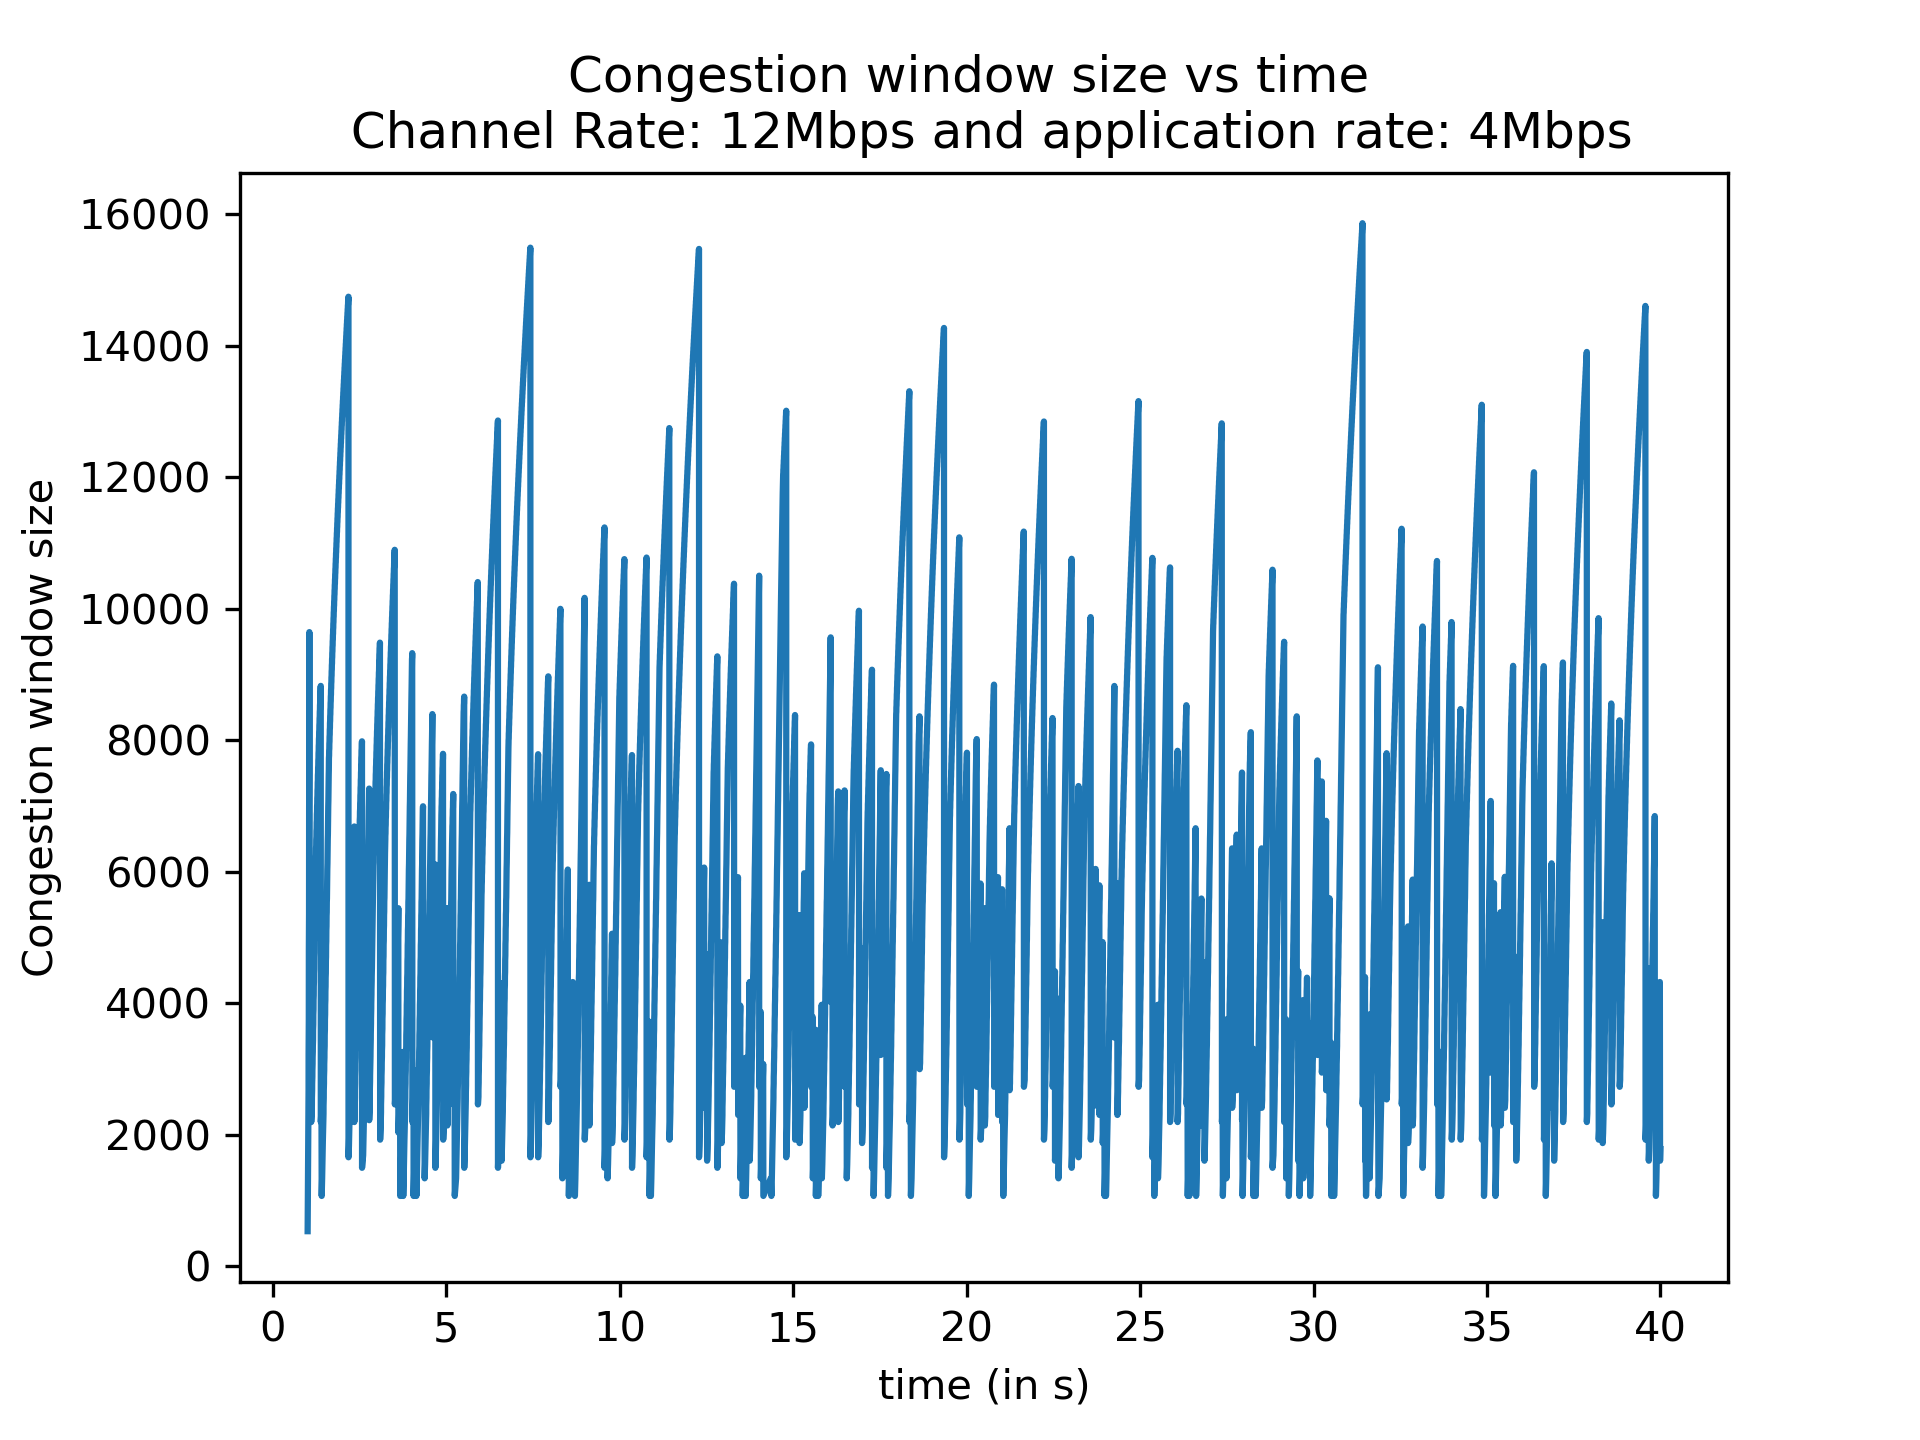 Congestion window size vs time
Channel Rate: 12Mbps and application rate: 4Mbps
Congestion window size
16000
14000
12000
10000
8000
6000
4000
2000
0
0 5 10 15 20 25 30 35 40
time (in s)